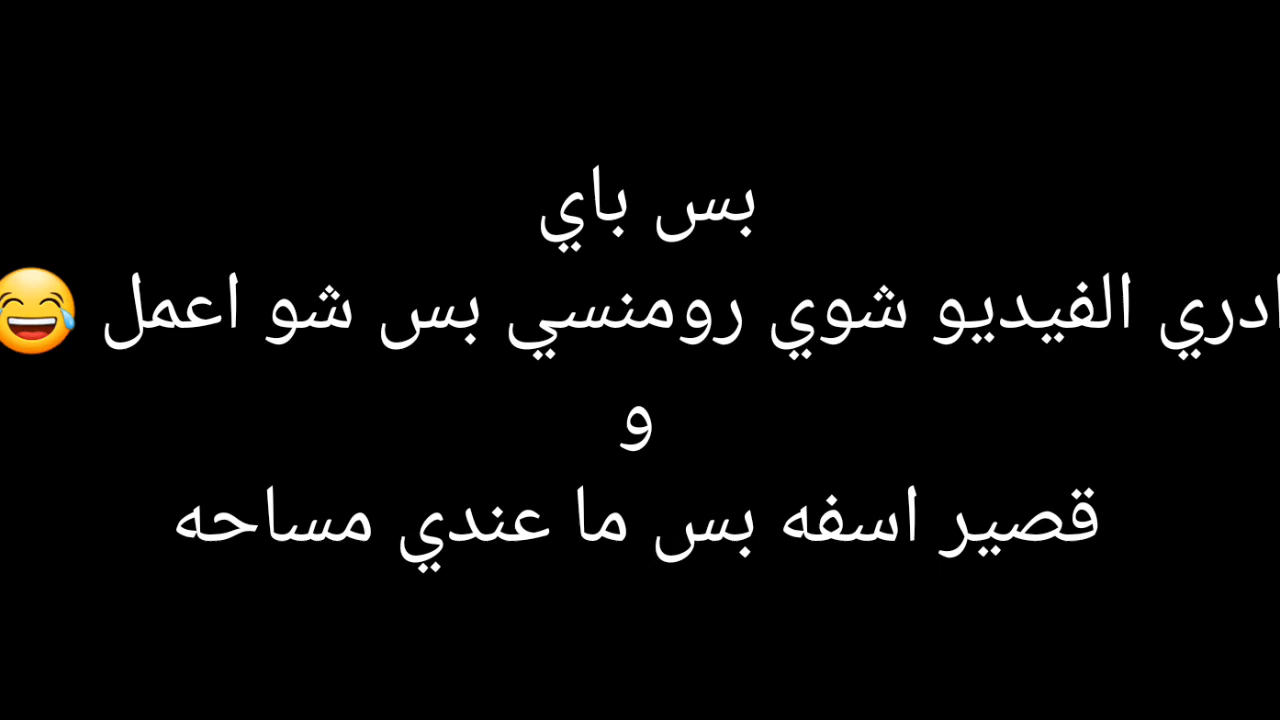 بس باي
ادري الفيديو شوي رومنسي بس شو اعمل 😂
و
قصير اسفه بس ما عندي مساحه